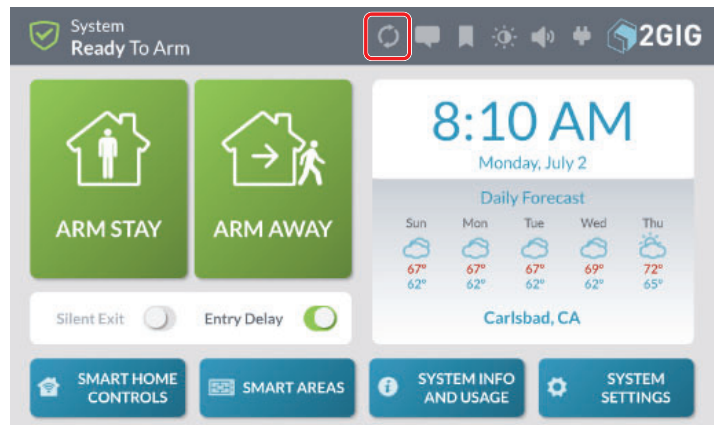 System
Ready To Arm
2GIG
ARM STAY
ARM AWAY
Silent Exit
Entry Delay
8:10 AM
Monday, July 2
Daily Forecast
Sun Mon Tue Wed Thu
67° 67° 67° 69° 72°
62° 62° 62° 62° 65°
Carlsbad, CA
SMART HOME
CONTROLS
SMART AREAS
SYSTEM INFO
AND USAGE
SYSTEM
SETTINGS